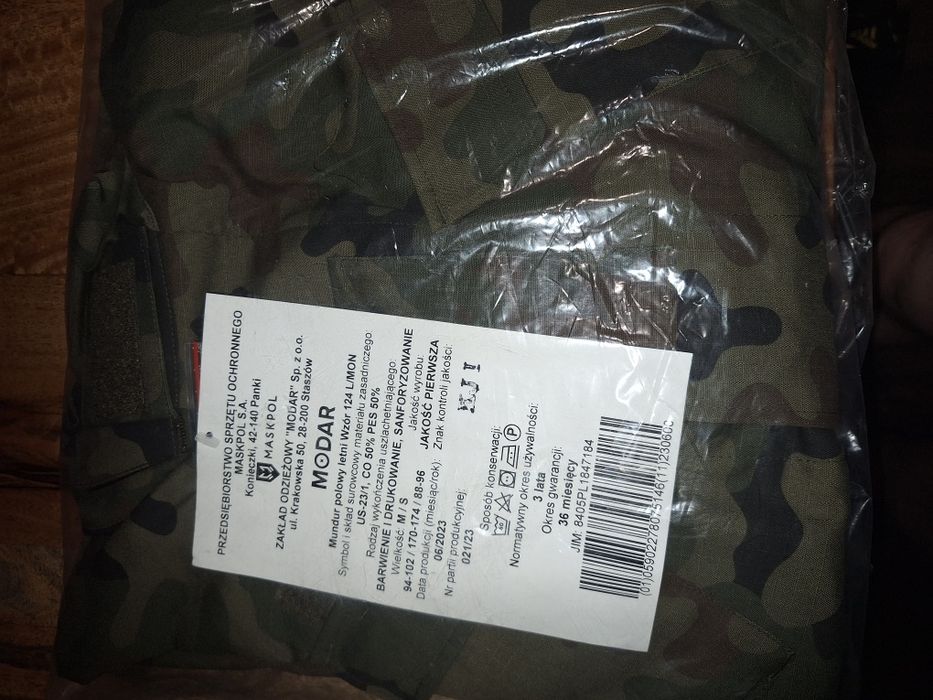 PRZEDSIĘBIORSTWO SPRZĘTU OCHRONNEGO
MASKPOL S.A.
Konieczki, 42-140 Panki
MASKPOL
ZAKŁAD ODZIEŻOWY "MODAR" Sp. z o.o.
ul. Krakowska 50, 28-200 Staszów
MODAR
Mundur polowy letni Wzór 124 L/MON
Symbol i skład surowcowy materiału zasadniczego:
US-23/1, CO 50% PES 50%
Rodzaj wykończenia uszlachetniającego:
BARWIENIE I DRUKOWANIE, SANFORYZOWANIE
Wielkość: M / S
94-102 / 170-174 / 88-96
Jakość wyrobu:
JAKOŚĆ PIERWSZA
Data produkcji (miesiąc/rok):
06/2023
Znak kontroli jakości:
Nr partii produkcyjnej:
021/23
Sposób konserwacji:
Normatywny okres używalności:
3 lata
Okres gwarancji:
36 miesięcy
JIM: 8405PL1847184